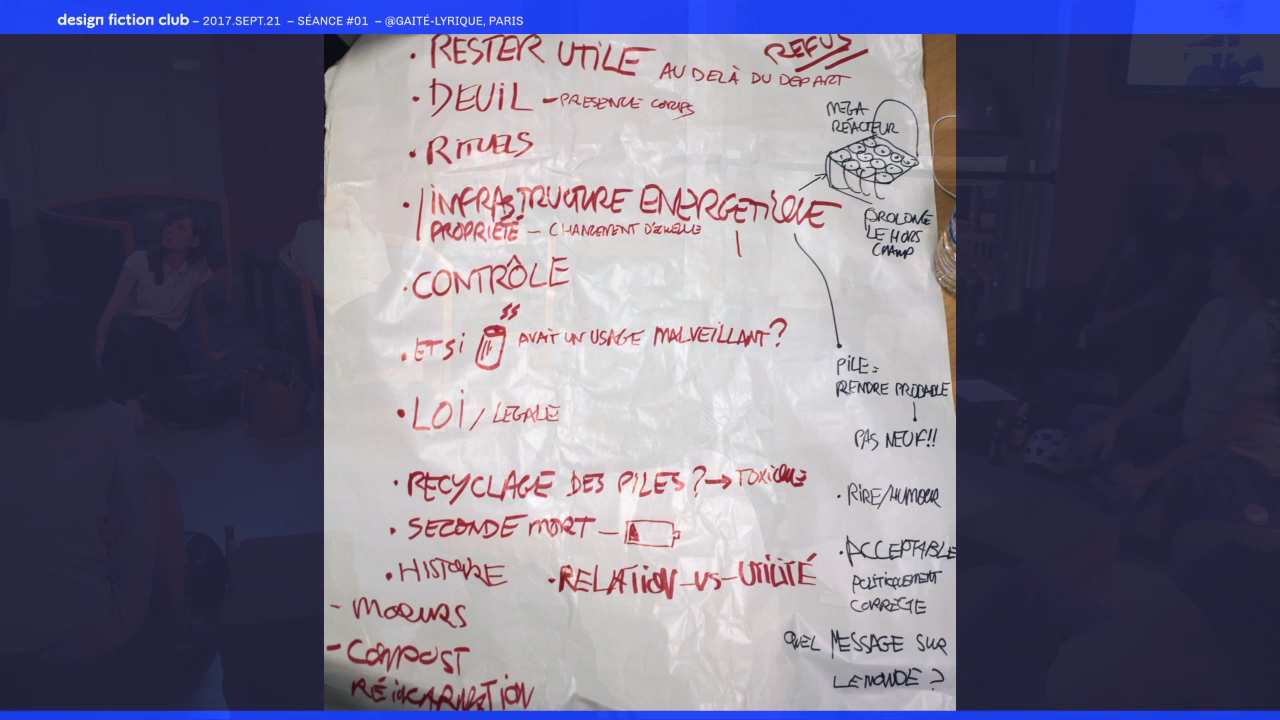 design fiction club – 2017.SEPT.21 – SÉANCE #01 – @GAITÉ-LYRIQUE, PARIS
• RESTER UTILE AU DELÀ DU DEPART
REFUS
• DEUIL – PRESENCE CORPS
• RITUELS
• INFRASTRUCTURE ENERGETIQUE
PROPRIÉTÉ – CHANGEMENT D'ECHELLE
• CONTRÔLE
• ET SI AVAIT UN USAGE MALVEILLANT?
• LOI / LEGALE
• RECYCLAGE DES PILES? → TOXIQUE
• SECONDE MORT –
• HISTOIRE • RELATION – VS – UTILITÉ
– MOEURS
– COMPOST
RÉINCARNATION
MEGA
RÉACTEUR
PROLONGE
LE HORS
CHAMP
PILE =
RENDRE PROBABLE
PAS NEUF!!
• RIRE/HUMOUR
• ACCEPTABLE
POLITIQUEMENT
CORRECTE
QUEL MESSAGE SUR
LE MONDE ?